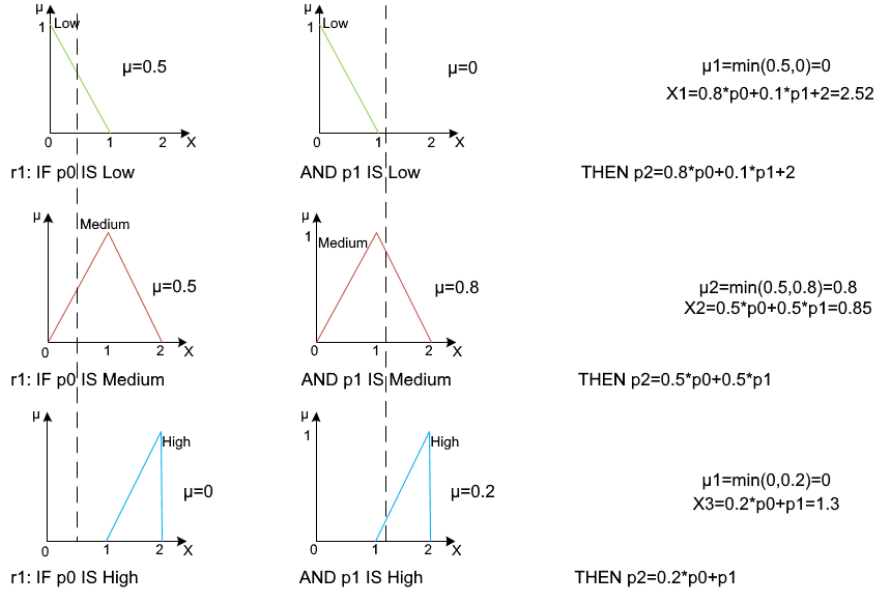 μ
1
Low
μ=0.5
0
1
2
X
μ
1
Low
μ=0
0
1
2
X
μ1=min(0.5,0)=0
X1=0.8*p0+0.1*p1+2=2.52
r1: IF p0 IS Low
AND p1 IS Low
THEN p2=0.8*p0+0.1*p1+2
μ
Medium
μ=0.5
0
1
2
X
μ
1
Medium
μ=0.8
0
1
2
X
μ2=min(0.5,0.8)=0.8
X2=0.5*p0+0.5*p1=0.85
r1: IF p0 IS Medium
AND p1 IS Medium
THEN p2=0.5*p0+0.5*p1
μ
High
μ=0
0
1
2
X
μ
1
High
μ=0.2
0
1
2
X
μ1=min(0,0.2)=0
X3=0.2*p0+p1=1.3
r1: IF p0 IS High
AND p1 IS High
THEN p2=0.2*p0+p1